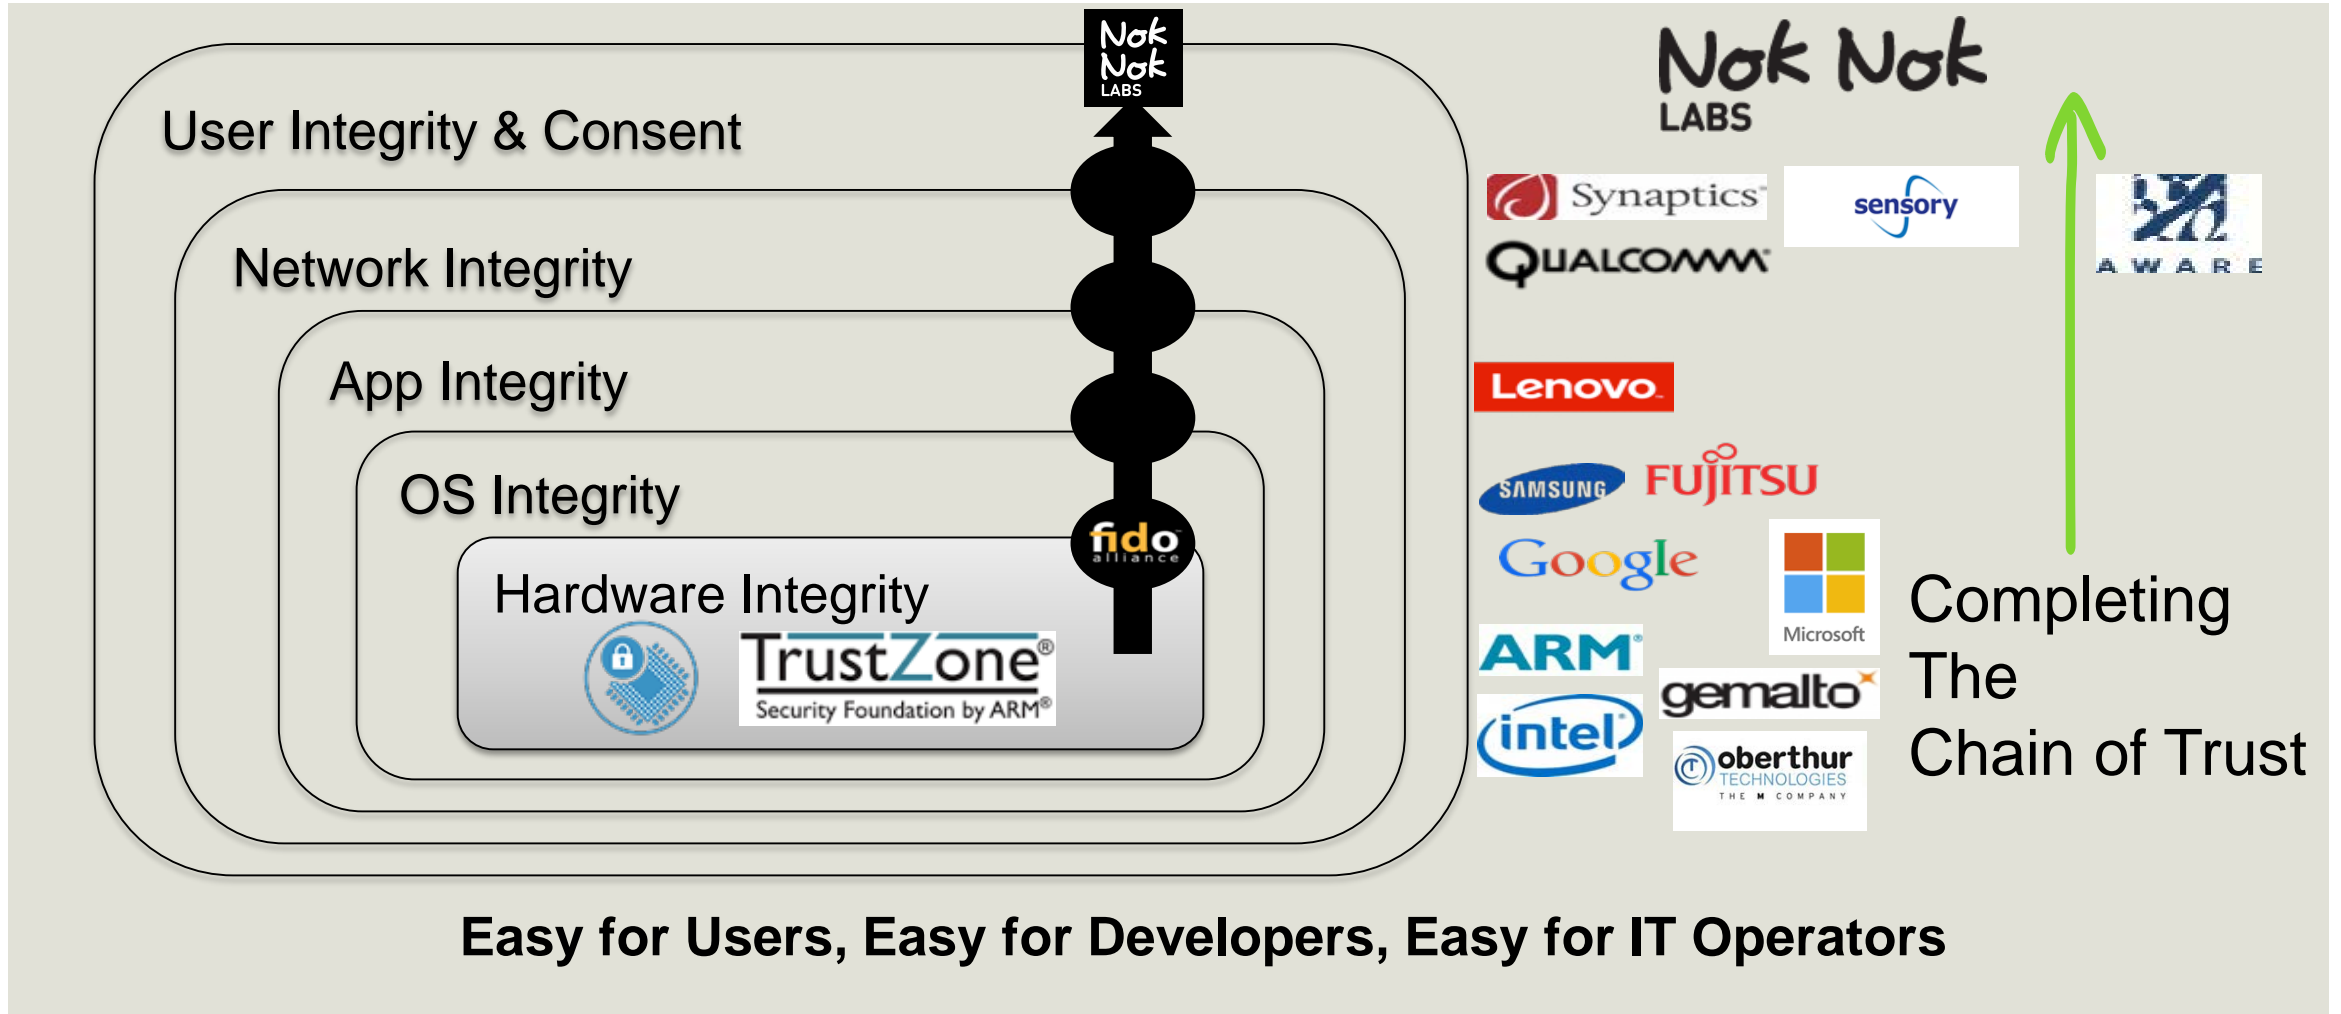 Nok
Nok
LABS
User Integrity & Consent
Network Integrity
App Integrity
OS Integrity
fido™
alliance
Hardware Integrity
TrustZone®
Security Foundation by ARM®
Nok Nok
LABS
Synaptics™
sensory
QUALCOMM®
AWARE
Lenovo
SAMSUNG
FUJITSU
Google
Microsoft
ARM®
gemalto
intel®
oberthur
TECHNOLOGIES
THE M COMPANY
Completing
The
Chain of Trust
Easy for Users, Easy for Developers, Easy for IT Operators